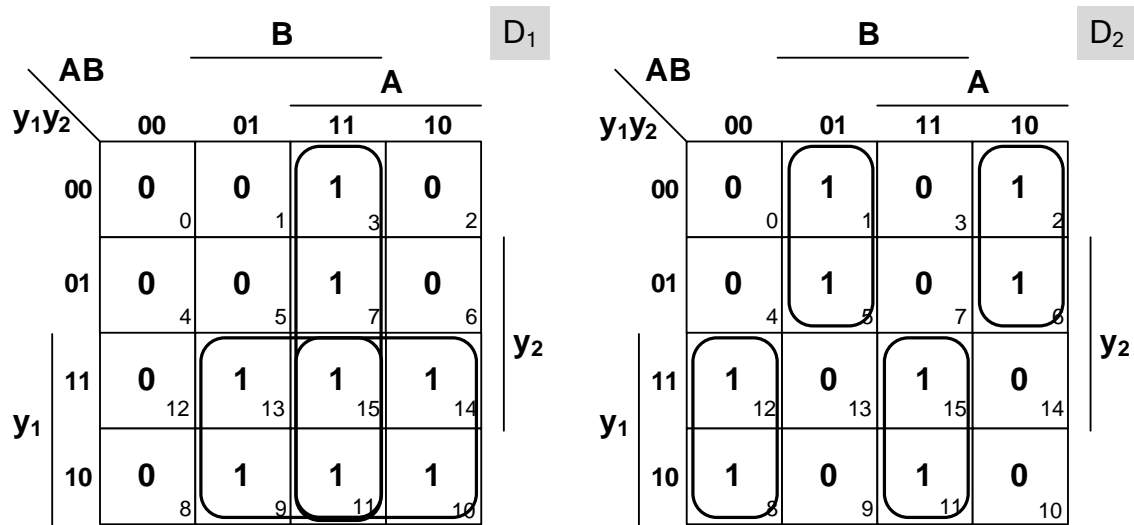 B D₁
AB
A
y₁y₂ 00 01 11 10
00 0 0 1 0
0 1 3 2
01 0 0 1 0
4 5 7 6
y₂
11 0 1 1 1
12 13 15 14
y₁
10 0 1 1 1
8 9 11 10
B D₂
AB
A
y₁y₂ 00 01 11 10
00 0 1 0 1
0 1 3 2
01 0 1 0 1
4 5 7 6
y₂
11 1 0 1 0
12 13 15 14
y₁
10 1 0 1 0
8 9 11 10